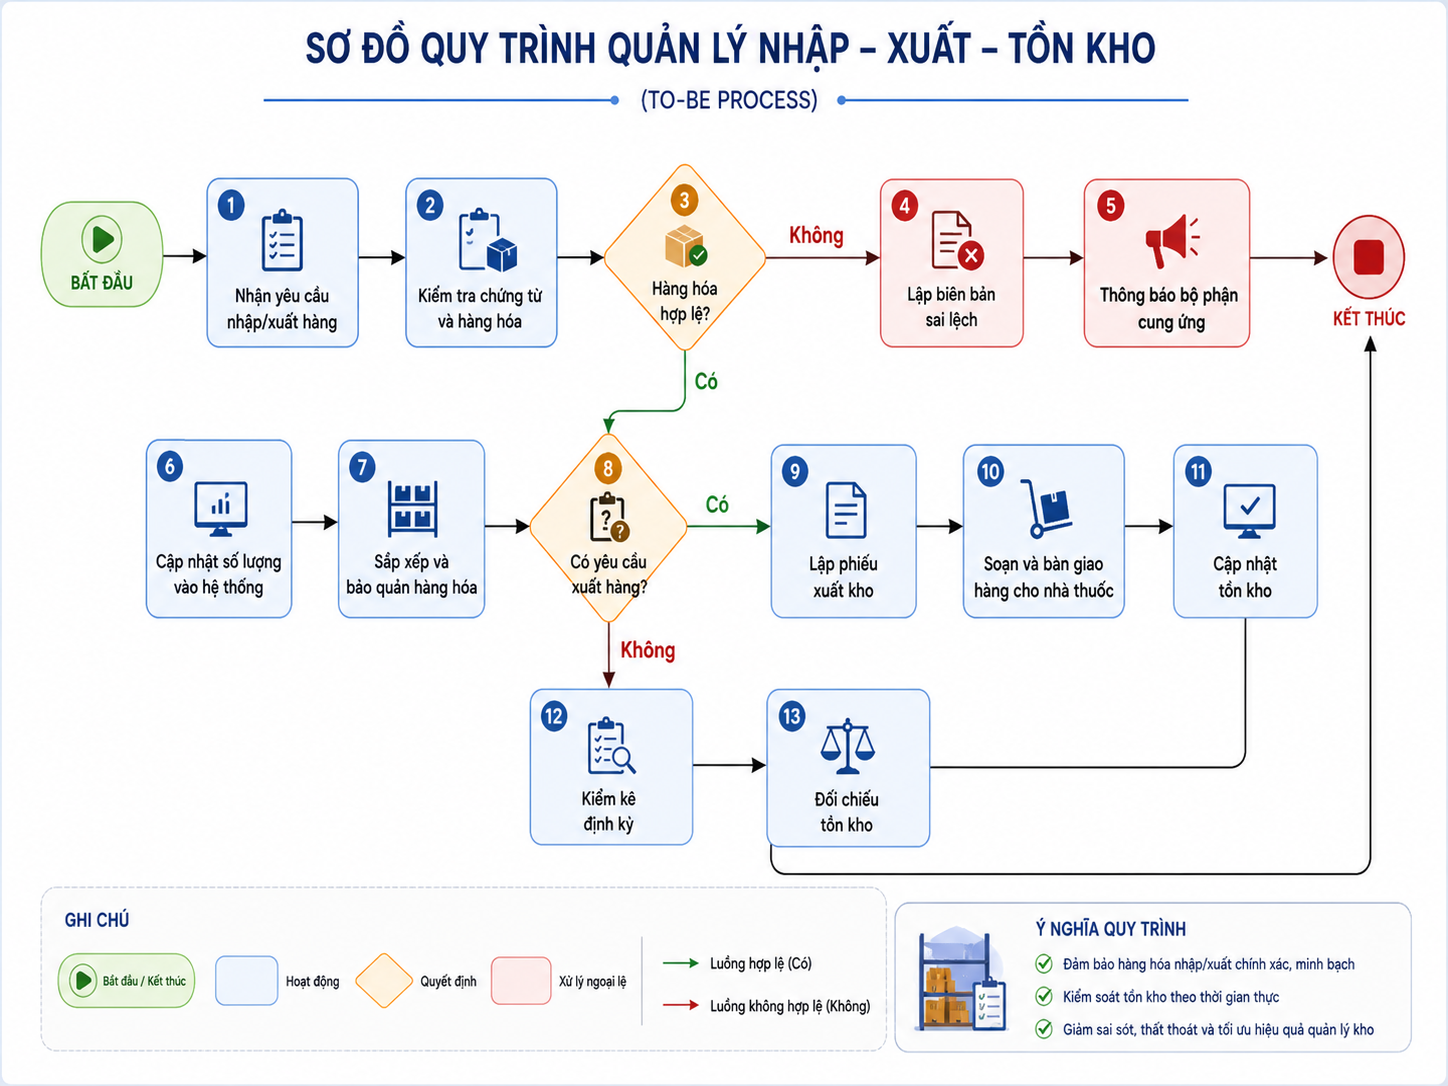 SƠ ĐỒ QUY TRÌNH QUẢN LÝ NHẬP – XUẤT – TỒN KHO
(TO-BE PROCESS)
BẮT ĐẦU
1
Nhận yêu cầu
nhập/xuất hàng
2
Kiểm tra chứng từ
và hàng hóa
3
Hàng hóa
hợp lệ?
Không
4
Lập biên bản
sai lệch
5
Thông báo bộ phận
cung ứng
KẾT THÚC
Có
6
Cập nhật số lượng
vào hệ thống
7
Sắp xếp và
bảo quản hàng hóa
8
?
?
Có yêu cầu
xuất hàng?
Có
9
Lập phiếu
xuất kho
10
Soạn và bàn giao
hàng cho nhà thuốc
11
Cập nhật
tồn kho
Không
12
Kiểm kê
định kỳ
13
Đối chiếu
tồn kho
GHI CHÚ
Bắt đầu / Kết thúc
Hoạt động
Quyết định
Xử lý ngoại lệ
Luồng hợp lệ (Có)
Luồng không hợp lệ (Không)
Ý NGHĨA QUY TRÌNH
Đảm bảo hàng hóa nhập/xuất chính xác, minh bạch
Kiểm soát tồn kho theo thời gian thực
Giảm sai sót, thất thoát và tối ưu hiệu quả quản lý kho